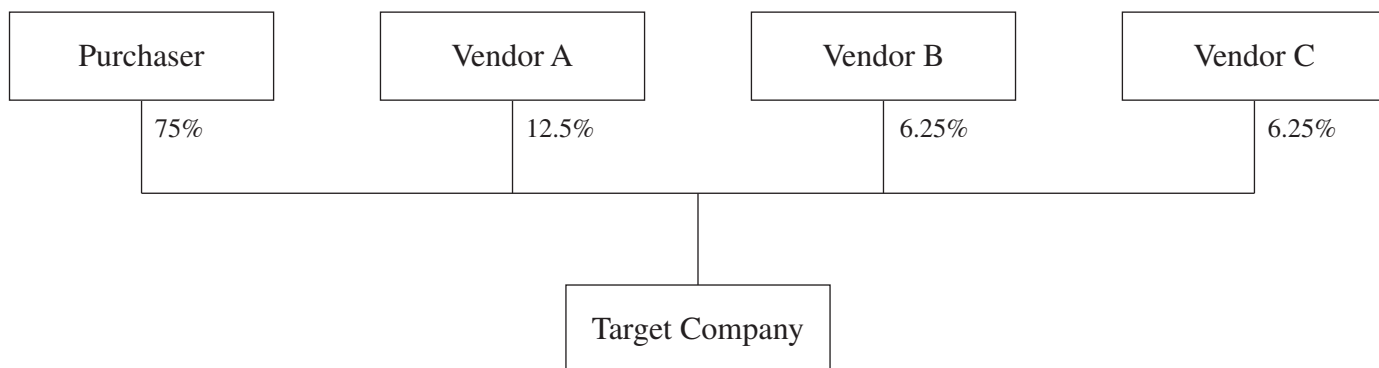 Purchaser
Vendor A
Vendor B
Vendor C
75%
12.5%
6.25%
6.25%
Target Company